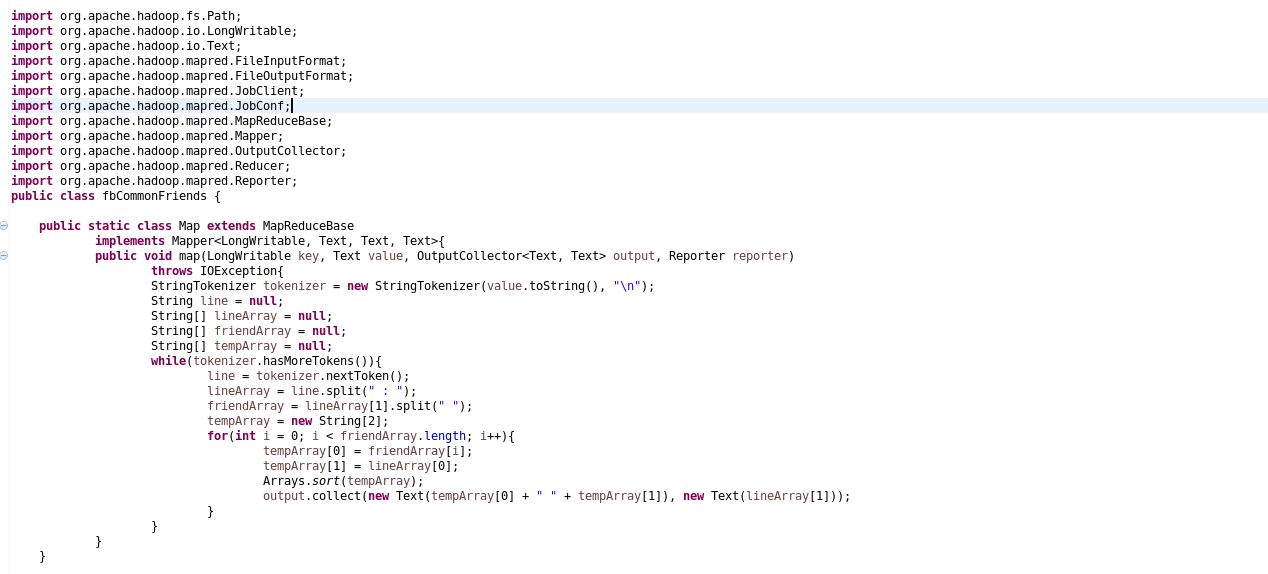 import org.apache.hadoop.fs.Path;
import org.apache.hadoop.io.LongWritable;
import org.apache.hadoop.io.Text;
import org.apache.hadoop.mapred.FileInputFormat;
import org.apache.hadoop.mapred.FileOutputFormat;
import org.apache.hadoop.mapred.JobClient;
import org.apache.hadoop.mapred.JobConf;
import org.apache.hadoop.mapred.MapReduceBase;
import org.apache.hadoop.mapred.Mapper;
import org.apache.hadoop.mapred.OutputCollector;
import org.apache.hadoop.mapred.Reducer;
import org.apache.hadoop.mapred.Reporter;
public class fbCommonFriends {

    public static class Map extends MapReduceBase
            implements Mapper<LongWritable, Text, Text, Text>{
            public void map(LongWritable key, Text value, OutputCollector<Text, Text> output, Reporter reporter)
                    throws IOException{
                    StringTokenizer tokenizer = new StringTokenizer(value.toString(), "\n");
                    String line = null;
                    String[] lineArray = null;
                    String[] friendArray = null;
                    String[] tempArray = null;
                    while(tokenizer.hasMoreTokens()){
                            line = tokenizer.nextToken();
                            lineArray = line.split(" : ");
                            friendArray = lineArray[1].split(" ");
                            tempArray = new String[2];
                            for(int i = 0; i < friendArray.length; i++){
                                    tempArray[0] = friendArray[i];
                                    tempArray[1] = lineArray[0];
                                    Arrays.sort(tempArray);
                                    output.collect(new Text(tempArray[0] + " " + tempArray[1]), new Text(lineArray[1]));
                            }
                    }
            }
    }